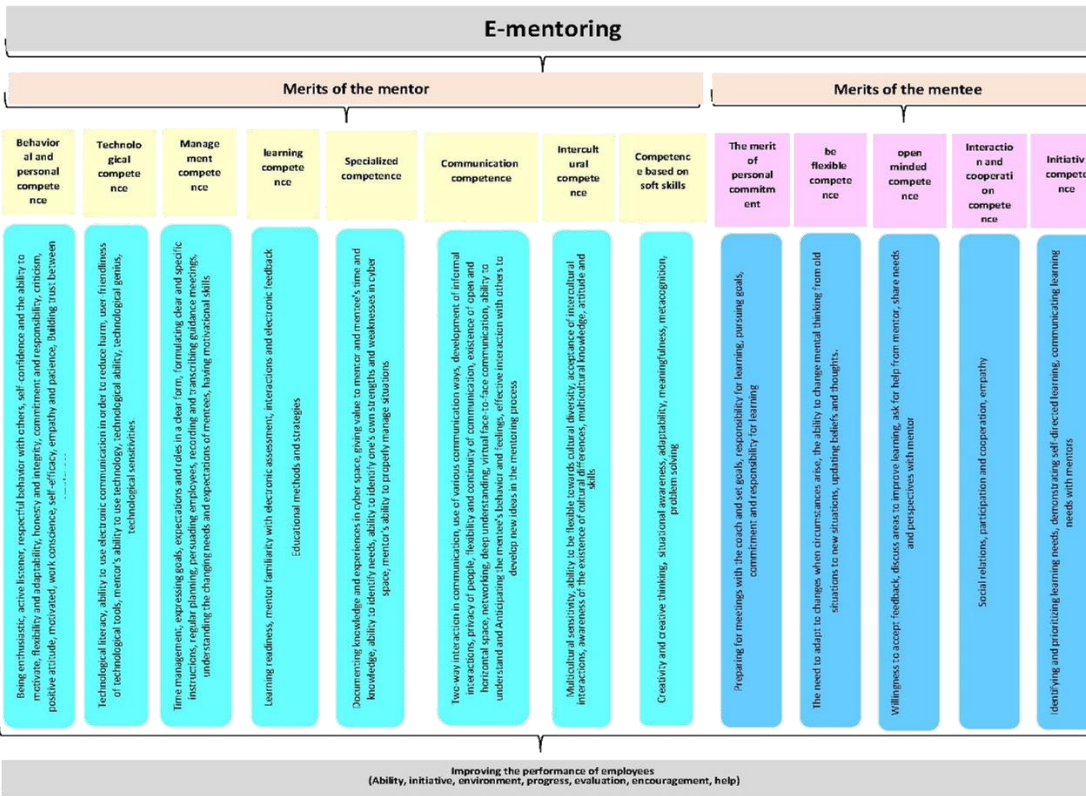 E-mentoring
Merits of the mentor
Merits of the mentee
Behavior
al and
personal
compete
nce
Technolo
gical
compete
nce
Manage
ment
compete
nce
learning
compete
nce
Specialized
competence
Communication
competence
Intercult
ural
compete
nce
Competenc
e based on
soft skills
The merit
of
personal
commitm
ent
be
flexible
compete
nce
open
minded
compete
nce
Interactio
n and
cooperati
on
compete
nce
Initiativ
compete
nce
Being enthusiastic, active listener, respectful behavior with others, self-confidence and the ability to
motivate, flexibility and adaptability, honesty and integrity, commitment and responsibility, criticism,
positive attitude, motivated, work conscience, self-efficacy, empathy and patience, Building trust between
Technological literacy, ability to use electronic communication in order to reduce harm, user-friendliness
of technological tools, mentor's ability to use technology, technological ability, technological genius,
technological sensitivities.
Time management, expressing goals, expectations and roles in a clear form, formulating clear and specific
instructions, regular planning, persuading employees, recording and transcribing guidance meetings,
understanding the changing needs and expectations of mentees, having motivational skills
Learning readiness, mentor familiarity with electronic assessment, interactions and electronic feedback
Educational methods and strategies
Documenting knowledge and experiences in cyber space, giving value to mentor and mentee's time and
knowledge, ability to identify needs, ability to identify one's own strengths and weaknesses in cyber
space, mentor's ability to properly manage situations
Two-way interaction in communication, use of various communication ways, development of informal
interactions, privacy of people, flexibility and continuity of communication, existence of open and
horizontal space, networking, deep understanding, virtual face-to-face communication, ability to
understand and Anticipating the mentee's behavior and feelings, effective interaction with others to
develop new ideas in the mentoring process
Multicultural sensitivity, ability to be flexible towards cultural diversity, acceptance of intercultural
interactions, awareness of the existence of cultural differences, multicultural knowledge, attitude and
skills
Creativity and creative thinking, situational awareness, adaptability, meaningfulness, metacognition,
problem solving
Preparing for meetings with the coach and set goals, responsibility for learning, pursuing goals,
commitment and responsibility for learning
The need to adapt to changes when circumstances arise, the ability to change mental thinking from old
situations to new situations, updating beliefs and thoughts.
Willingness to accept feedback, discuss areas to improve learning, ask for help from mentor, share needs
and perspectives with mentor
Social relations, participation and cooperation, empathy
Identifying and prioritizing learning needs, demonstrating self-directed learning, communicating learning
needs with mentors
Improving the performance of employees
(Ability, initiative, environment, progress, evaluation, encouragement, help)